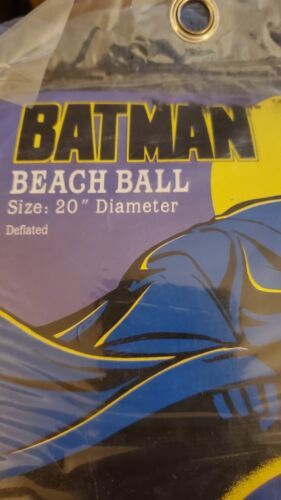 BATMAN
BEACH BALL
Size: 20" Diameter
Deflated